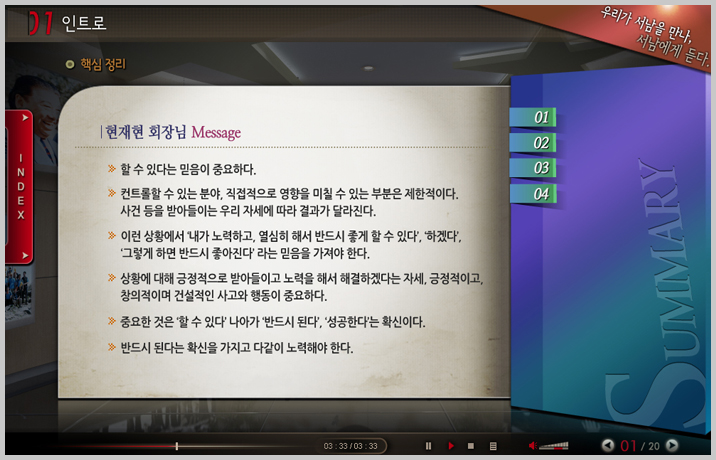 01 인트로
우리가 서남을 만나,
서남에게 듣다.
핵심 정리
현재현 회장님 Message
할 수 있다는 믿음이 중요하다.
컨트롤할 수 있는 분야, 직접적으로 영향을 미칠 수 있는 부분은 제한적이다.
사건 등을 받아들이는 우리 자세에 따라 결과가 달라진다.
이런 상황에서 '내가 노력하고, 열심히 해서 반드시 좋게 할 수 있다', '하겠다',
'그렇게 하면 반드시 좋아진다' 라는 믿음을 가져야 한다.
상황에 대해 긍정적으로 받아들이고 노력을 해서 해결하겠다는 자세, 긍정적이고,
창의적이며 건설적인 사고와 행동이 중요하다.
중요한 것은 '할 수 있다' 나아가 '반드시 된다', '성공한다'는 확신이다.
반드시 된다는 확신을 가지고 다같이 노력해야 한다.
01
02
03
04
SUMMARY
INDEX
03 : 33 / 03 : 33
01 / 20